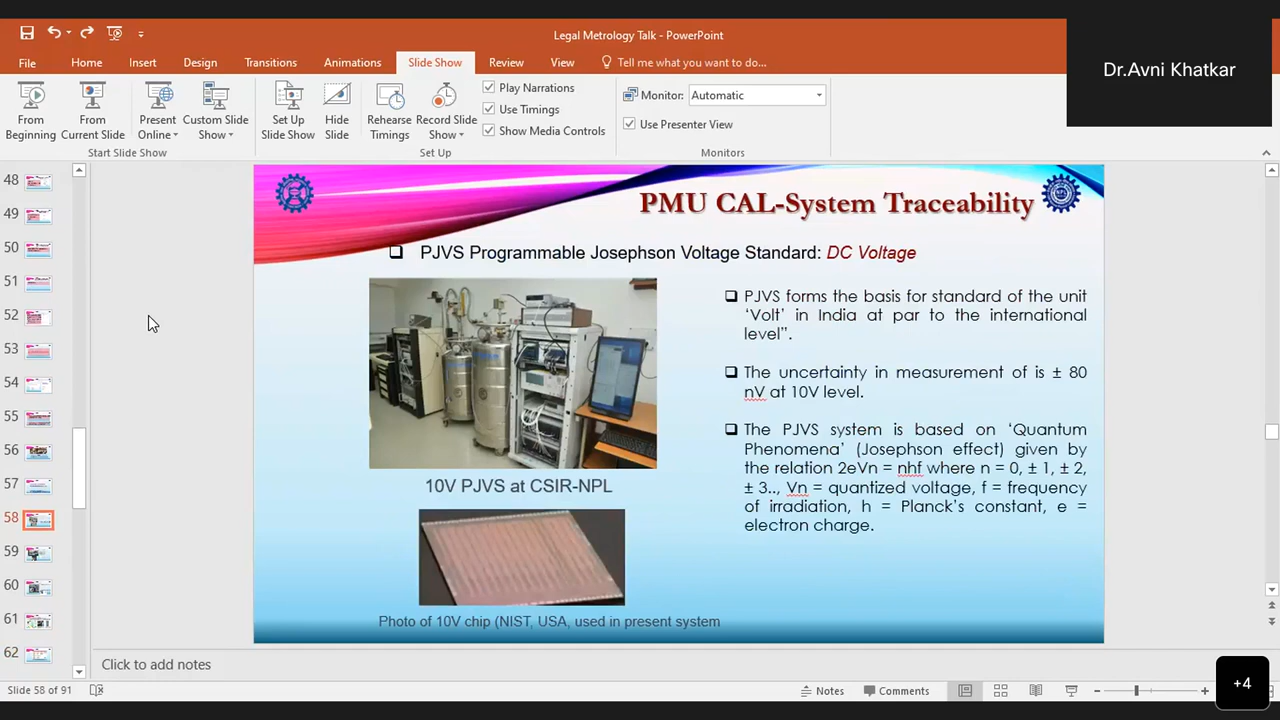 Legal Metrology Talk - PowerPoint
Dr.Avni Khatkar
File Home Insert Design Transitions Animations Slide Show Review View Tell me what you want to do...
From Beginning
From Current Slide
Present Online
Custom Slide Show
Start Slide Show
Set Up Slide Show
Hide Slide
Rehearse Timings
Record Slide Show
Play Narrations
Use Timings
Show Media Controls
Set Up
Monitor: Automatic
Use Presenter View
Monitors
48
49
50
51
52
53
54
55
56
57
58
59
60
61
62
PMU CAL-System Traceability
PJVS Programmable Josephson Voltage Standard: DC Voltage
10V PJVS at CSIR-NPL
Photo of 10V chip (NIST, USA, used in present system
PJVS forms the basis for standard of the unit
‘Volt’ in India at par to the international
level”.
The uncertainty in measurement of is ± 80
nV at 10V level.
The PJVS system is based on ‘Quantum
Phenomena’ (Josephson effect) given by
the relation 2eVn = nhf where n = 0, ± 1, ± 2,
± 3.., Vn = quantized voltage, f = frequency
of irradiation, h = Planck’s constant, e =
electron charge.
Click to add notes
Slide 58 of 91
Notes
Comments
+4